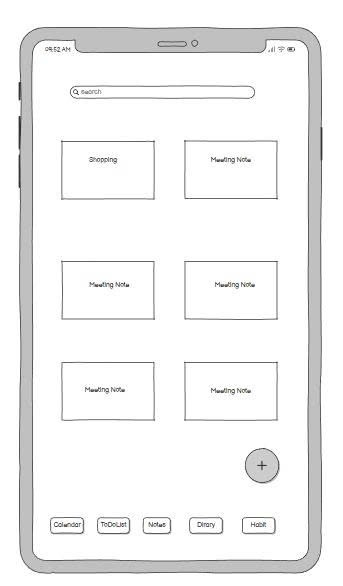 09:52 AM
Search
Shopping
Meeting Note
Meeting Note
Meeting Note
Meeting Note
Meeting Note
+
Calendar
ToDoList
Notes
Dirary
Habit